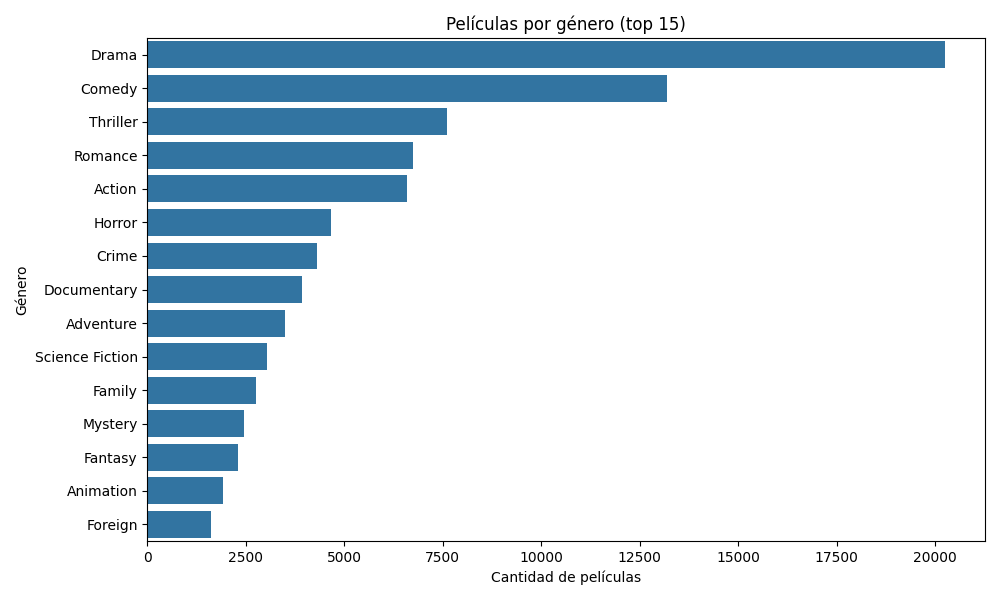 Películas por género (top 15)
Género
Drama
Comedy
Thriller
Romance
Action
Horror
Crime
Documentary
Adventure
Science Fiction
Family
Mystery
Fantasy
Animation
Foreign
0 2500 5000 7500 10000 12500 15000 17500 20000
Cantidad de películas